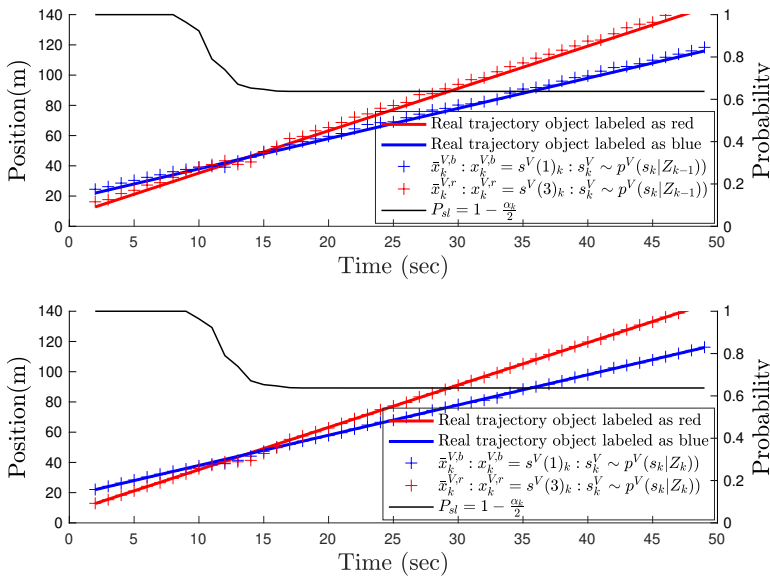 140
120
100
80
60
40
20
0
Position(m)
1
0.8
0.6
0.4
0.2
0
Probability
Real trajectory object labeled as red
Real trajectory object labeled as blue
x̄_k^{V,b} : x_k^{V,b} = s^V(1)_k : s_k^V ∼ p^V(s_k|Z_{k−1})
x̄_k^{V,r} : x_k^{V,r} = s^V(3)_k : s_k^V ∼ p^V(s_k|Z_{k−1})
P_{sl} = 1 − α_k/2
0 5 10 15 20 25 30 35 40 45 50
Time (sec)
140
120
100
80
60
40
20
0
Position(m)
1
0.8
0.6
0.4
0.2
0
Probability
Real trajectory object labeled as red
Real trajectory object labeled as blue
x̄_k^{V,b} : x_k^{V,b} = s^V(1)_k : s_k^V ∼ p^V(s_k|Z_k)
x̄_k^{V,r} : x_k^{V,r} = s^V(3)_k : s_k^V ∼ p^V(s_k|Z_k)
P_{sl} = 1 − α_k/2
0 5 10 15 20 25 30 35 40 45 50
Time (sec)